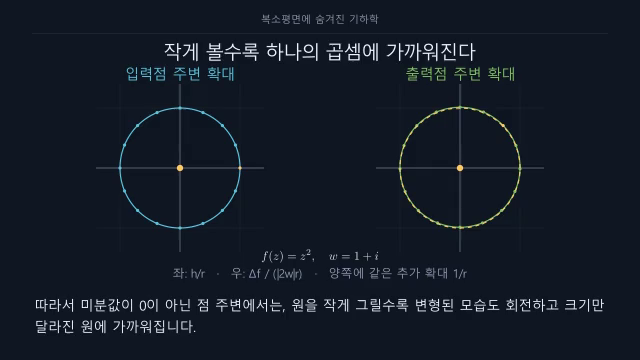 복소평면에 숨겨진 기하학
작게 볼수록 하나의 곱셈에 가까워진다
입력점 주변 확대
출력점 주변 확대
f(z) = z², w = 1 + i
좌: h/r · 우: Δf / (|2w|r) · 양쪽에 같은 추가 확대 1/r
따라서 미분값이 0이 아닌 점 주변에서는, 원을 작게 그릴수록 변형된 모습도 회전하고 크기만
달라진 원에 가까워집니다.